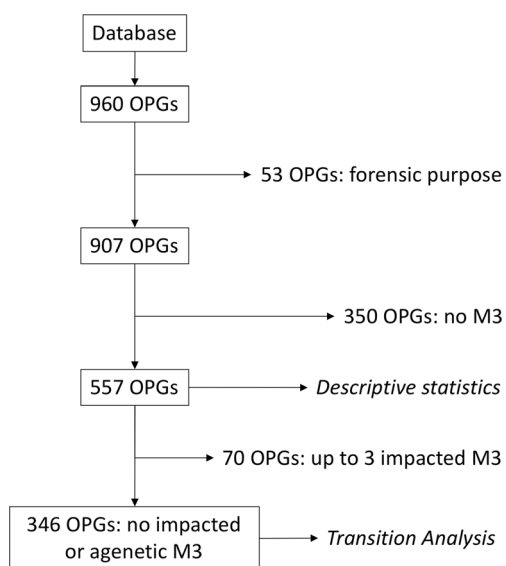 Database
960 OPGs
53 OPGs: forensic purpose
907 OPGs
350 OPGs: no M3
557 OPGs
Descriptive statistics
70 OPGs: up to 3 impacted M3
346 OPGs: no impacted
or agenetic M3
Transition Analysis